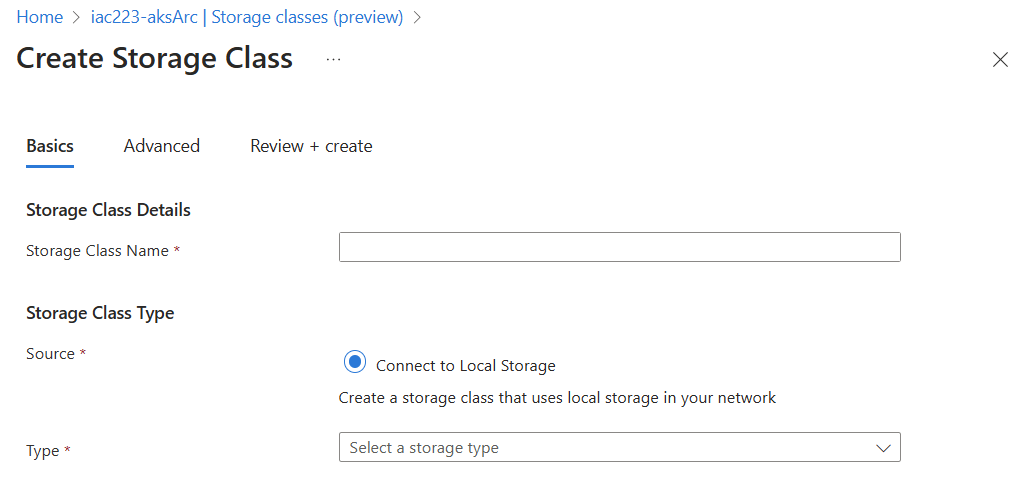 Home > iac223-aksArc | Storage classes (preview) >
Create Storage Class ...
Basics Advanced Review + create
Storage Class Details
Storage Class Name *
Storage Class Type
Source *
Connect to Local Storage
Create a storage class that uses local storage in your network
Type *
Select a storage type